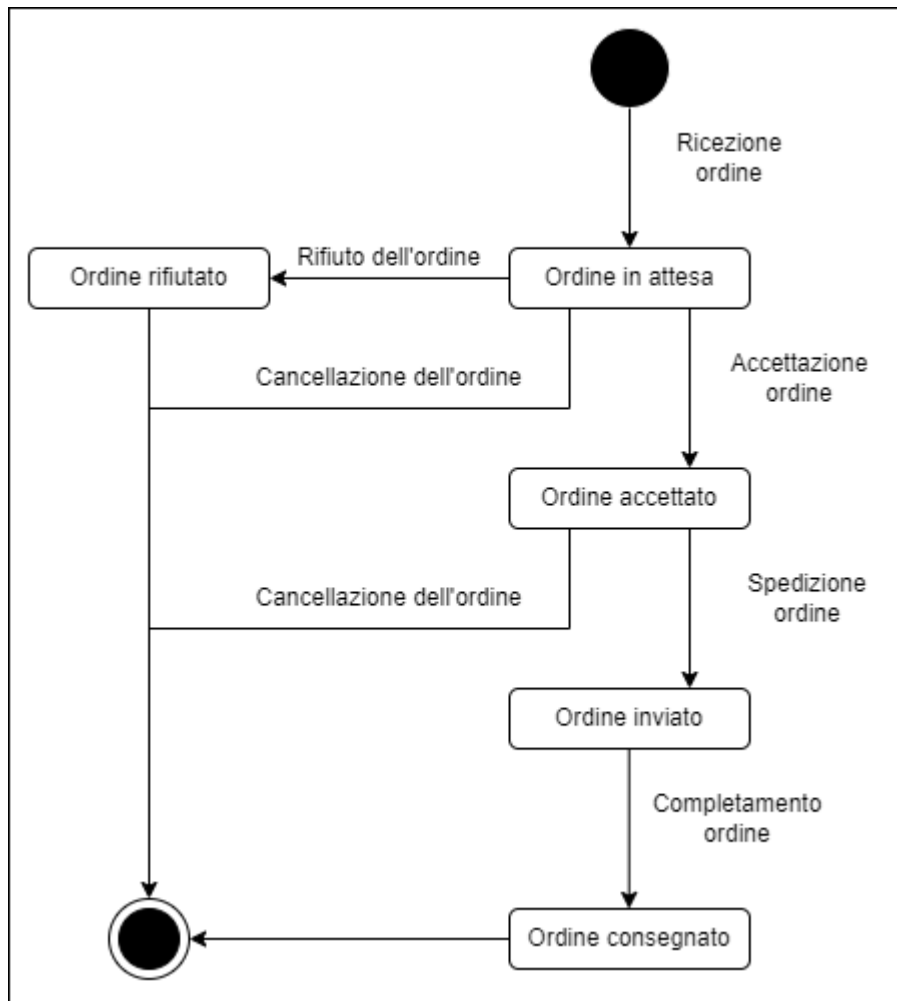 Ricezione
ordine
Rifiuto dell'ordine
Ordine rifiutato
Ordine in attesa
Cancellazione dell'ordine
Accettazione
ordine
Ordine accettato
Cancellazione dell'ordine
Spedizione
ordine
Ordine inviato
Completamento
ordine
Ordine consegnato